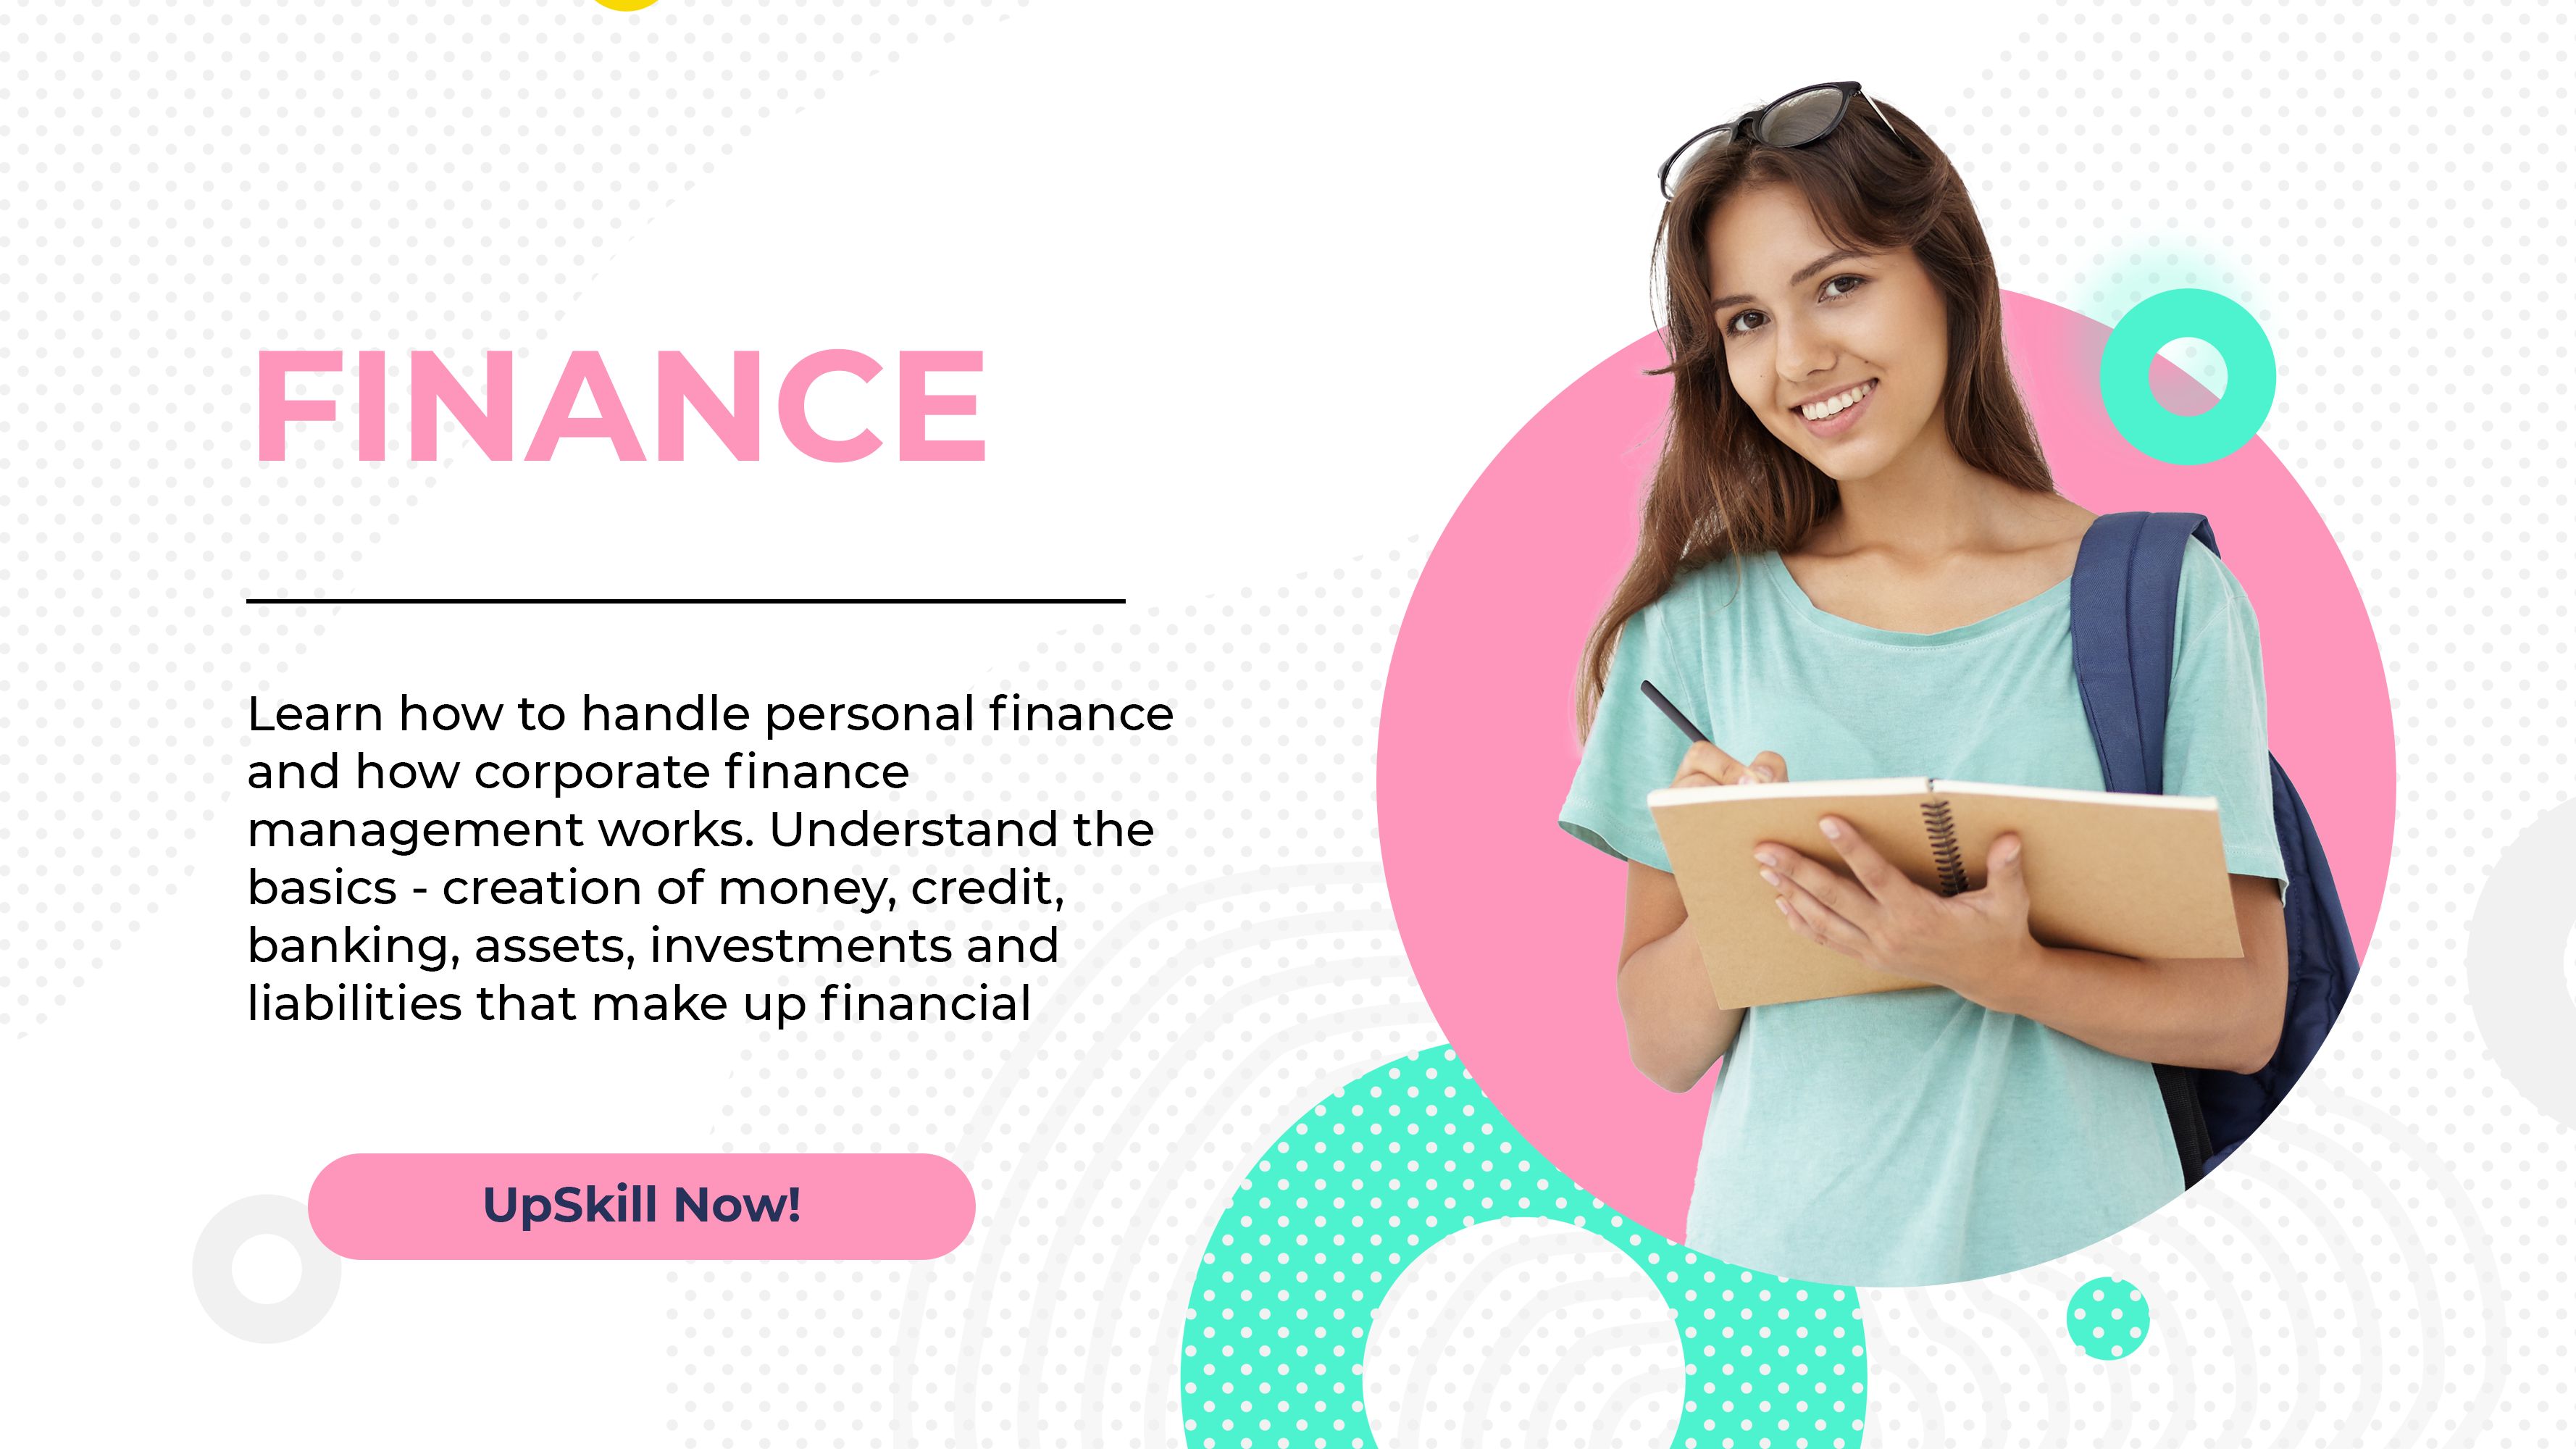 FINANCE
Learn how to handle personal finance
and how corporate finance
management works. Understand the
basics - creation of money, credit,
banking, assets, investments and
liabilities that make up financial
UpSkill Now!